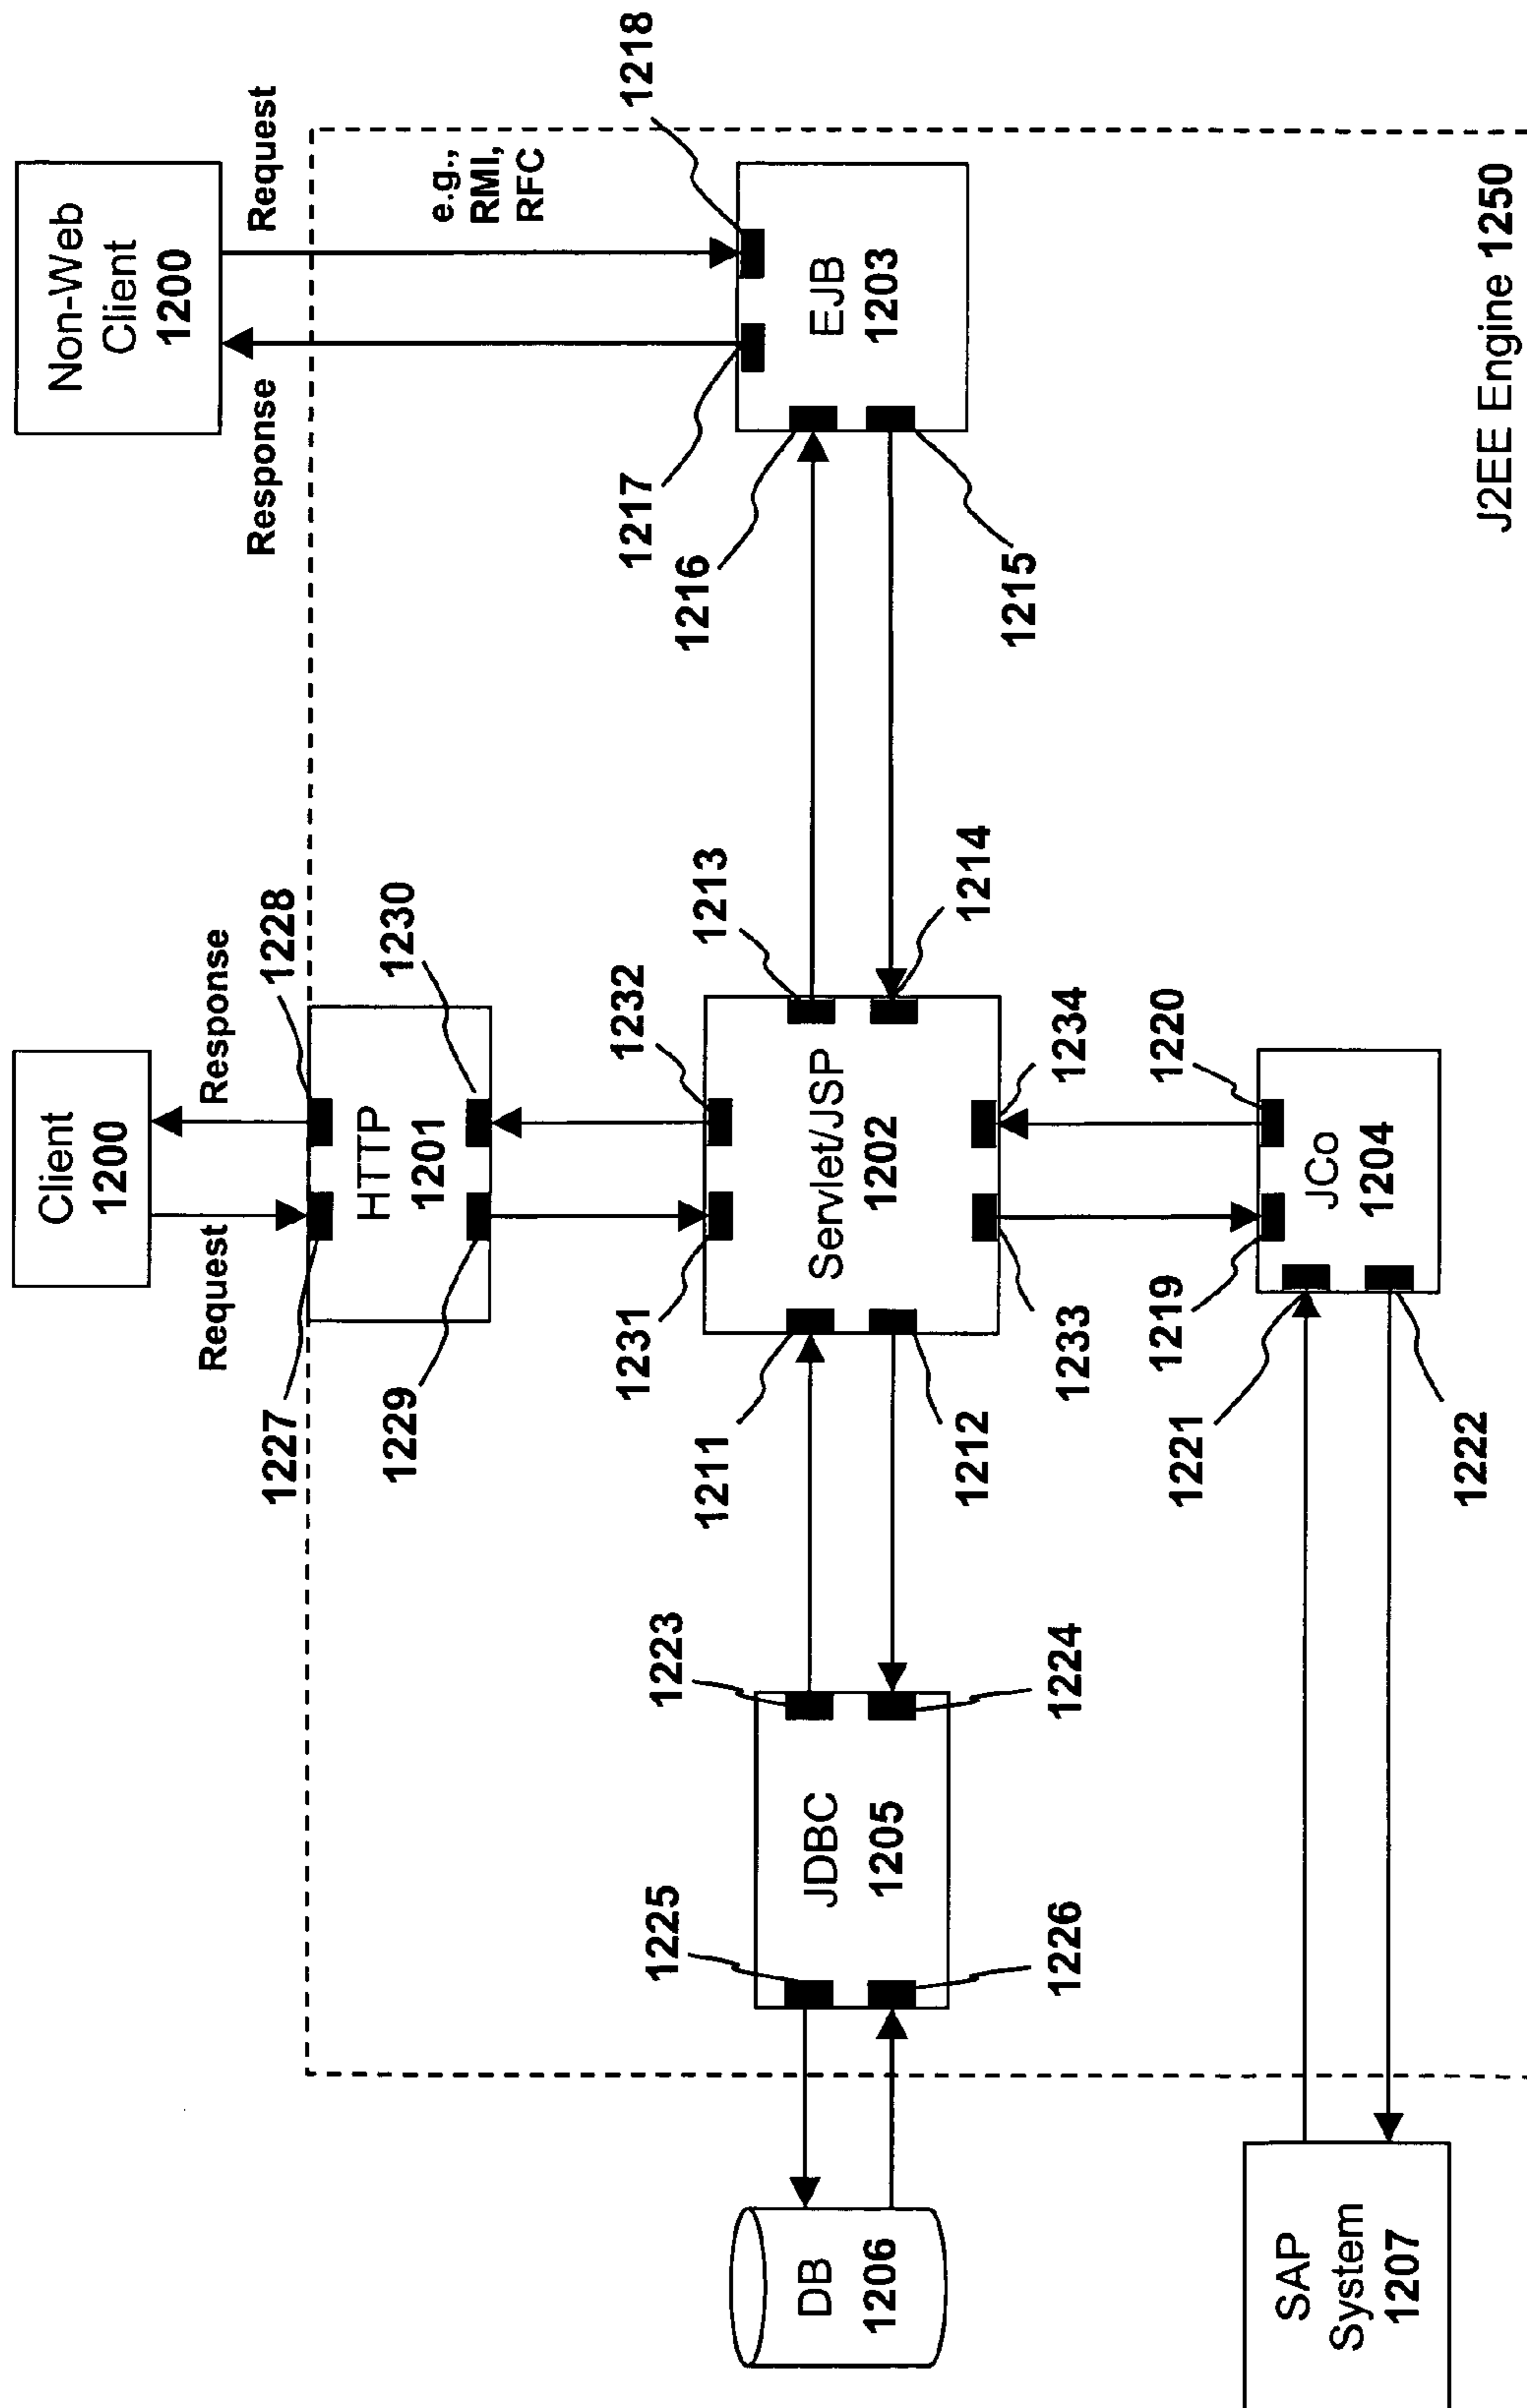 Client
1200
Non-Web
Client
1200
Request
Response
Response
Request
1227
1228
e.g.,
RMI,
RFC
HTTP
1201
1229
1230
1225
1223
1231
1232
1217
1218
1211
1213
1216
DB
1206
JDBC
1205
Servlet/JSP
1202
EJB
1203
1226
1224
1212
1214
1215
1233
1234
1221
1219
1220
SAP
System
1207
JCo
1204
1222
J2EE Engine 1250